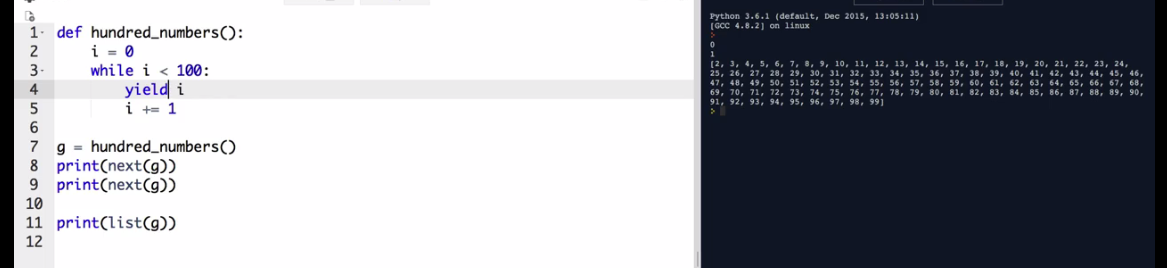 1 def hundred_numbers():
2 i = 0
3 while i < 100:
4 yield i
5 i += 1
6
7 g = hundred_numbers()
8 print(next(g))
9 print(next(g))
10
11 print(list(g))
12
Python 3.6.1 (default, Dec 2015, 13:05:11)
[GCC 4.8.2] on linux
>
0
1
[2, 3, 4, 5, 6, 7, 8, 9, 10, 11, 12, 13, 14, 15, 16, 17, 18, 19, 20, 21, 22, 23, 24,
25, 26, 27, 28, 29, 30, 31, 32, 33, 34, 35, 36, 37, 38, 39, 40, 41, 42, 43, 44, 45, 46,
47, 48, 49, 50, 51, 52, 53, 54, 55, 56, 57, 58, 59, 60, 61, 62, 63, 64, 65, 66, 67, 68,
69, 70, 71, 72, 73, 74, 75, 76, 77, 78, 79, 80, 81, 82, 83, 84, 85, 86, 87, 88, 89, 90,
91, 92, 93, 94, 95, 96, 97, 98, 99]
>